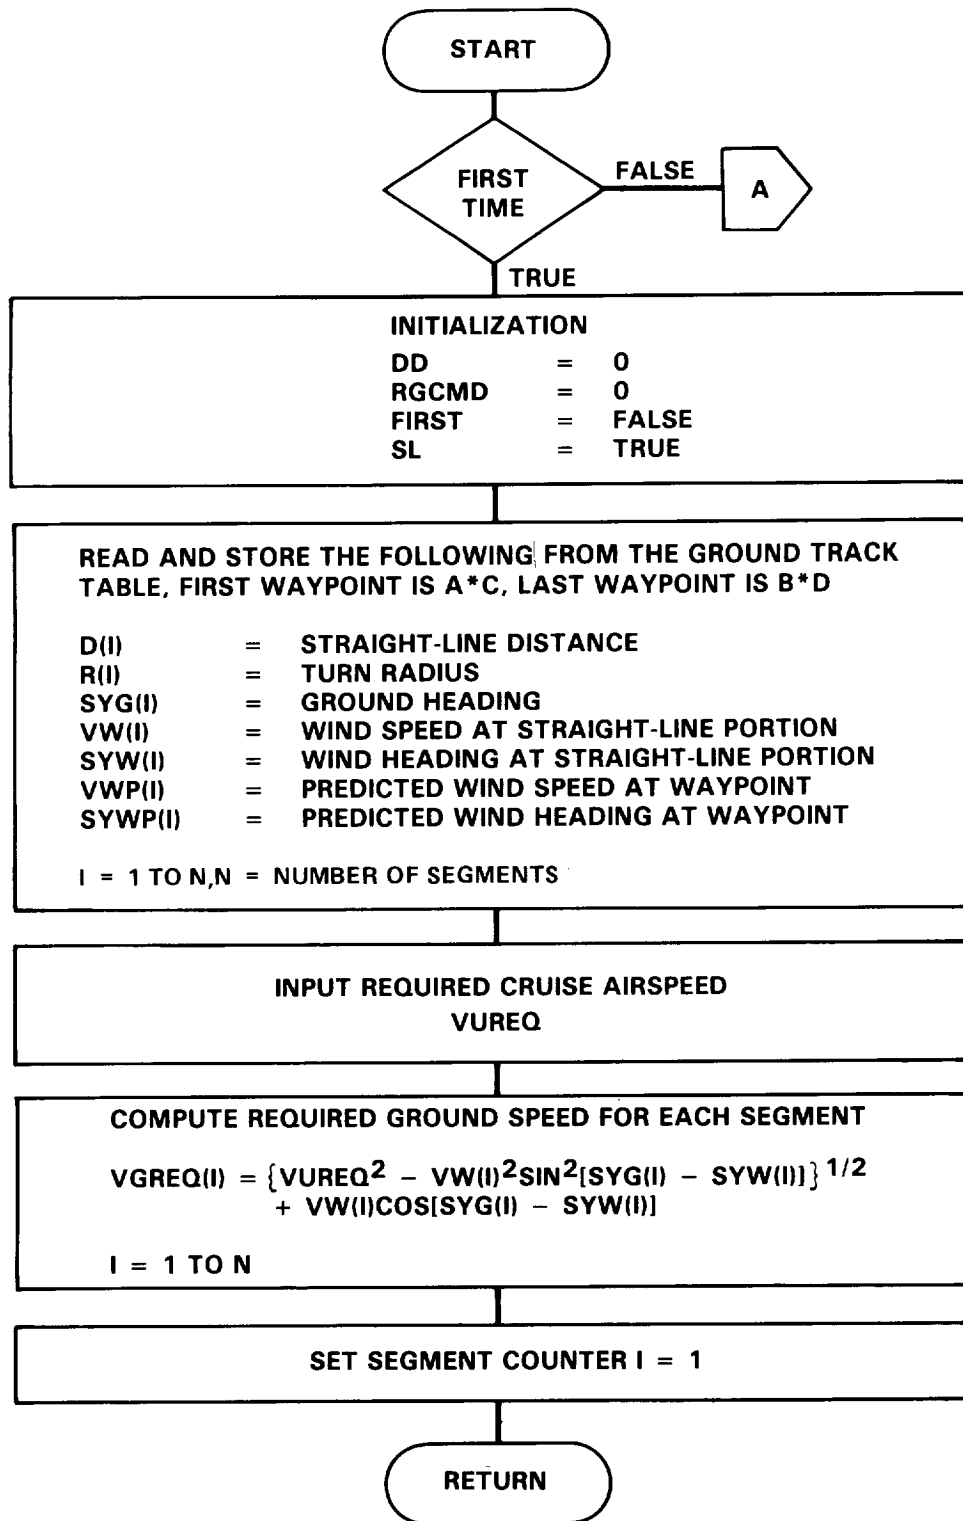 START
FIRST
TIME
FALSE
A
TRUE
INITIALIZATION
DD = 0
RGCMD = 0
FIRST = FALSE
SL = TRUE
READ AND STORE THE FOLLOWING FROM THE GROUND TRACK
TABLE, FIRST WAYPOINT IS A*C, LAST WAYPOINT IS B*D
D(I) = STRAIGHT-LINE DISTANCE
R(I) = TURN RADIUS
SYG(I) = GROUND HEADING
VW(I) = WIND SPEED AT STRAIGHT-LINE PORTION
SYW(I) = WIND HEADING AT STRAIGHT-LINE PORTION
VWP(I) = PREDICTED WIND SPEED AT WAYPOINT
SYWP(I) = PREDICTED WIND HEADING AT WAYPOINT
I = 1 TO N,N = NUMBER OF SEGMENTS
INPUT REQUIRED CRUISE AIRSPEED
VUREQ
COMPUTE REQUIRED GROUND SPEED FOR EACH SEGMENT
VGREQ(I) = {VUREQ² − VW(I)²SIN²[SYG(I) − SYW(I)]}^1/2
+ VW(I)COS[SYG(I) − SYW(I)]
I = 1 TO N
SET SEGMENT COUNTER I = 1
RETURN